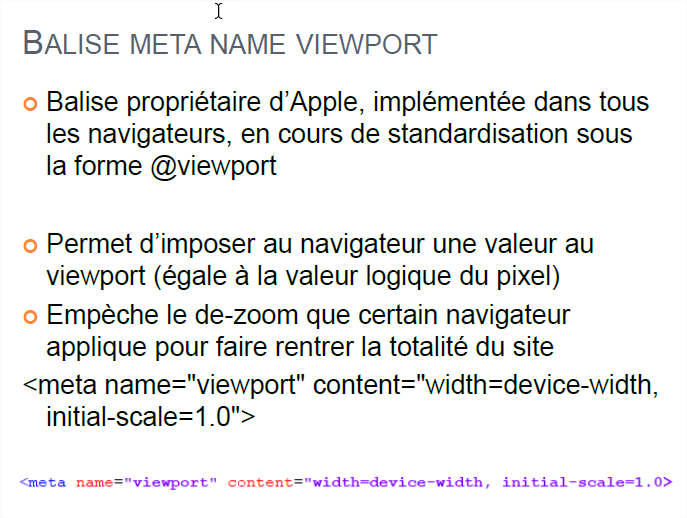 BALISE META NAME VIEWPORT
Balise propriétaire d’Apple, implémentée dans tous
les navigateurs, en cours de standardisation sous
la forme @viewport
Permet d’imposer au navigateur une valeur au
viewport (égale à la valeur logique du pixel)
Empèche le de-zoom que certain navigateur
applique pour faire rentrer la totalité du site
<meta name="viewport" content="width=device-width,
initial-scale=1.0">
<meta name="viewport" content="width=device-width, initial-scale=1.0>